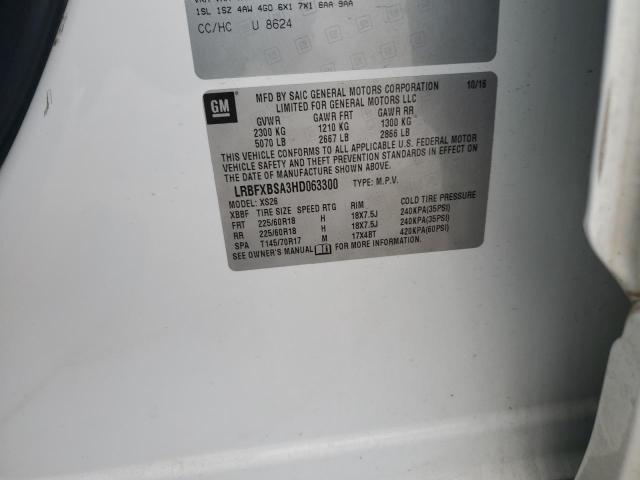 1SL 1SZ 4AW 4GO 6X1 7X1 8AA 9AA
CC/HC U 8624
GM
MFD BY SAIC GENERAL MOTORS CORPORATION 10/16
LIMITED FOR GENERAL MOTORS LLC
GVWR GAWR FRT GAWR RR
2300 KG 1210 KG 1300 KG
5070 LB 2667 LB 2866 LB
THIS VEHICLE CONFORMS TO ALL APPLICABLE U.S. FEDERAL MOTOR
VEHICLE SAFETY AND THEFT PREVENTION STANDARDS IN EFFECT ON THE
DATE OF MANUFACTURE SHOWN ABOVE.
LRBFXBSA3HD063300 TYPE: M.P.V.
MODEL: XS26
XBBF TIRE SIZE SPEED RTG RIM COLD TIRE PRESSURE
FRT 225/60R18 H 18X7.5J 240KPA(35PSI)
RR 225/60R18 H 18X7.5J 240KPA(35PSI)
SPA T145/70R17 M 17X4BT 420KPA(60PSI)
SEE OWNER'S MANUAL FOR MORE INFORMATION.